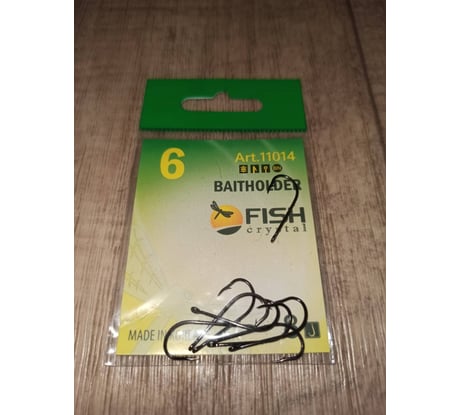 6
Art.11014
BAITHOLDER
FISH
crystal
MADE IN
J